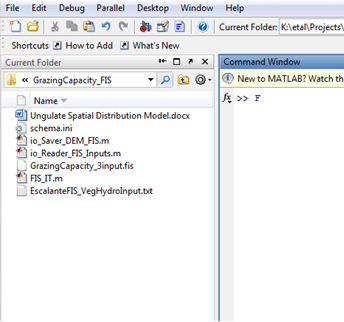 File Edit Debug Parallel Desktop Window Help
Current Folder: K:\etal\Projects\
Shortcuts How to Add What's New
Current Folder
Command Window
« GrazingCapacity_FIS
New to MATLAB? Watch th
Name
fx >> F
Ungulate Spatial Distribution Model.docx
schema.ini
io_Saver_DEM_FIS.m
io_Reader_FIS_Inputs.m
GrazingCapacity_3input.fis
FIS_IT.m
EscalanteFIS_VegHydroInput.txt